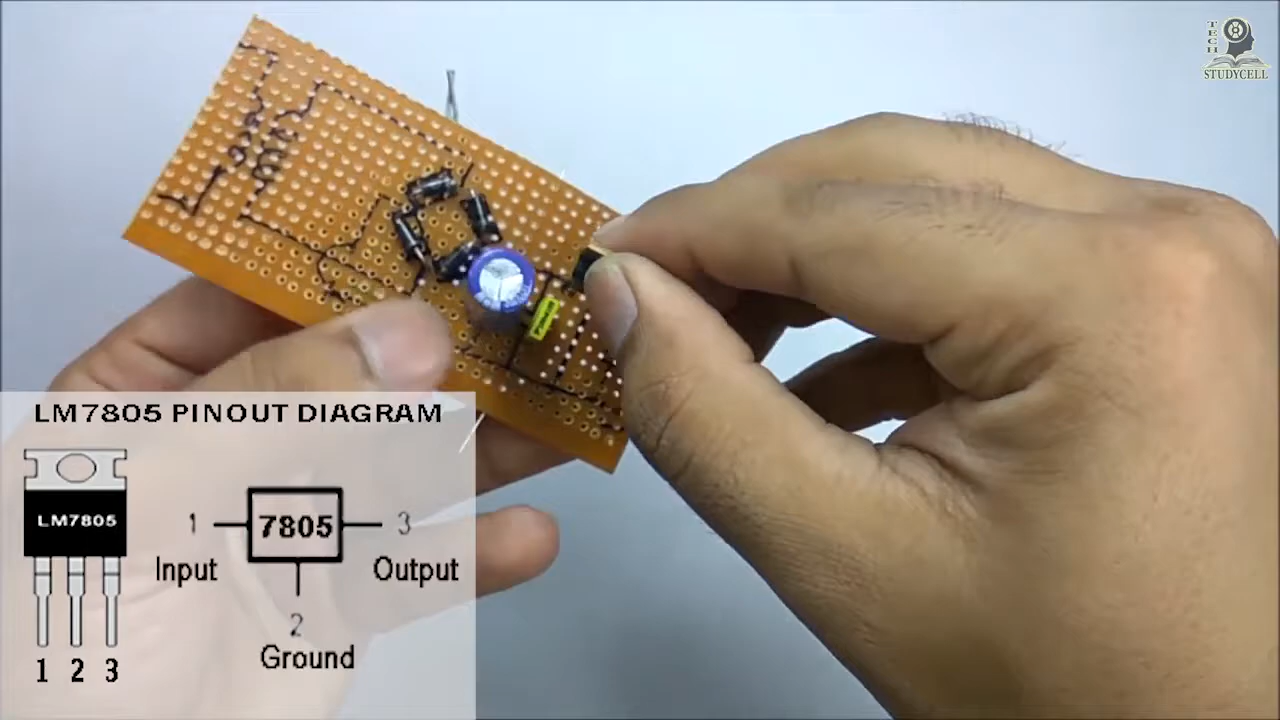 TECH
STUDYCELL
LM7805 PINOUT DIAGRAM
LM7805
1 2 3
1 7805 3
Input Output
2
Ground